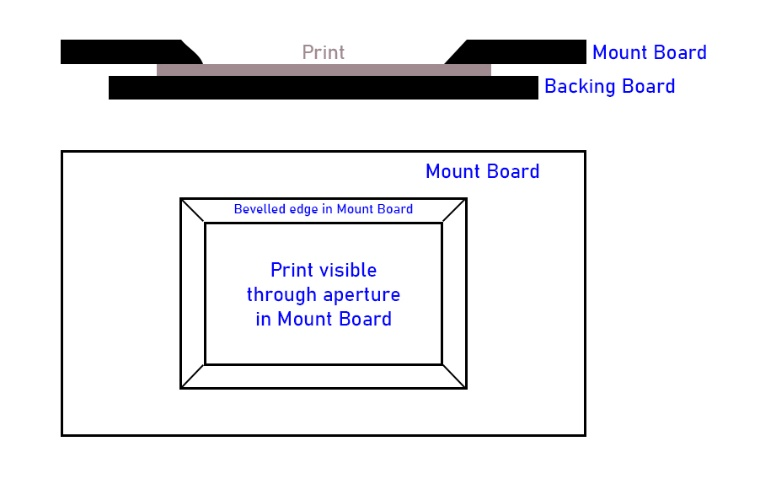 Print
Mount Board
Backing Board
Mount Board
Bevelled edge in Mount Board
Print visible
through aperture
in Mount Board